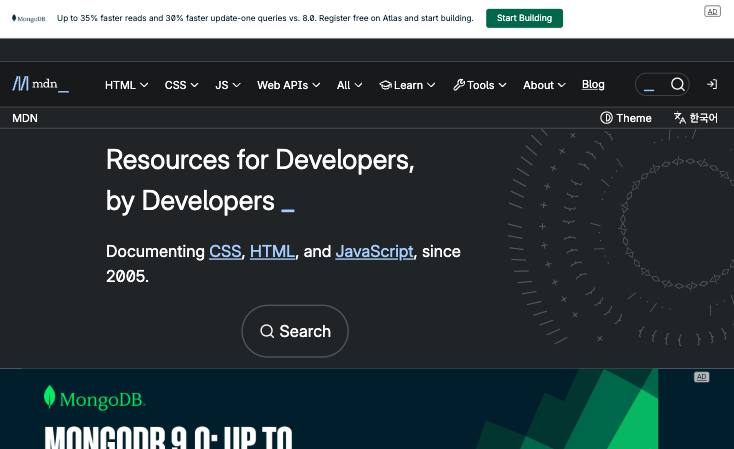 MongoDB Up to 35% faster reads and 30% faster update-one queries vs. 8.0. Register free on Atlas and start building. Start Building AD
mdn_ HTML CSS JS Web APIs All Learn Tools About Blog _
MDN Theme 한국어
Resources for Developers,
by Developers _
Documenting CSS, HTML, and JavaScript, since
2005.
Search
AD
MongoDB.
MONGODB 9.0: UP TO